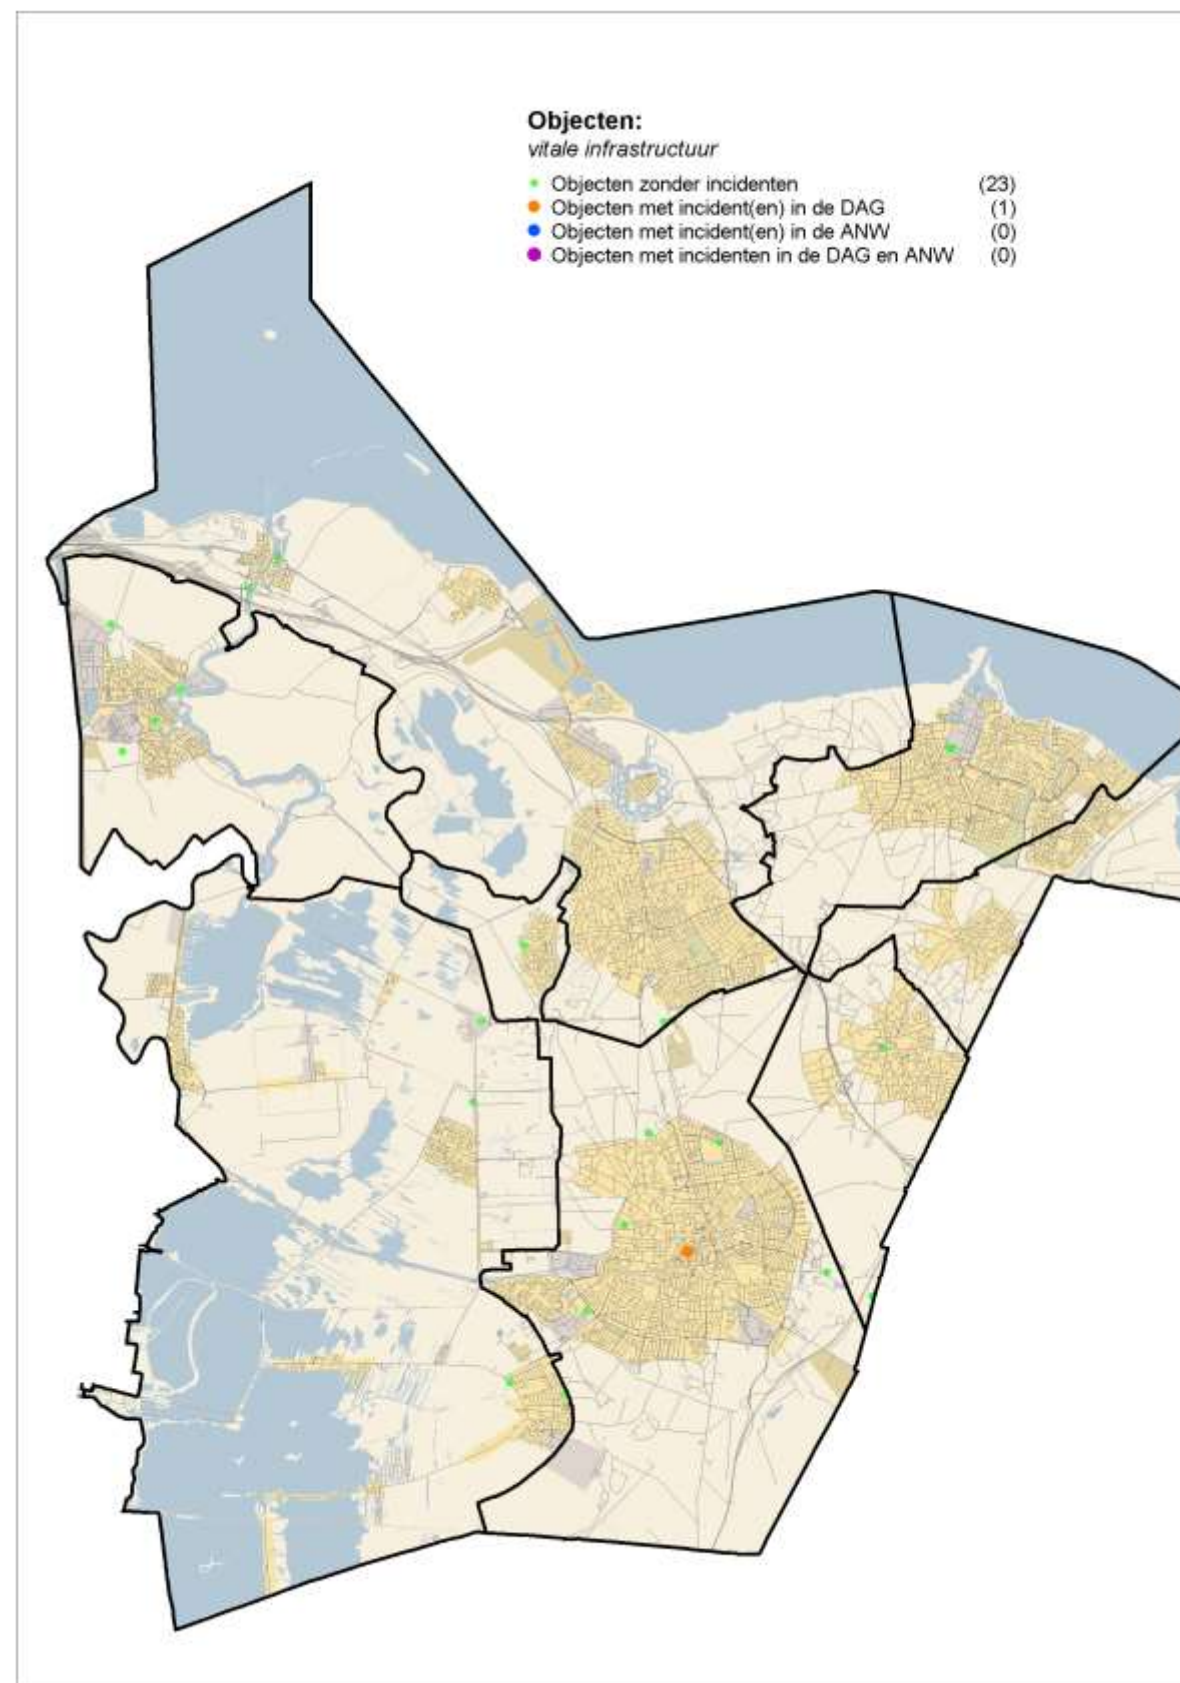 Objecten:
vitale infrastructuur
Objecten zonder incidenten (23)
Objecten met incident(en) in de DAG (1)
Objecten met incident(en) in de ANW (0)
Objecten met incidenten in de DAG en ANW (0)